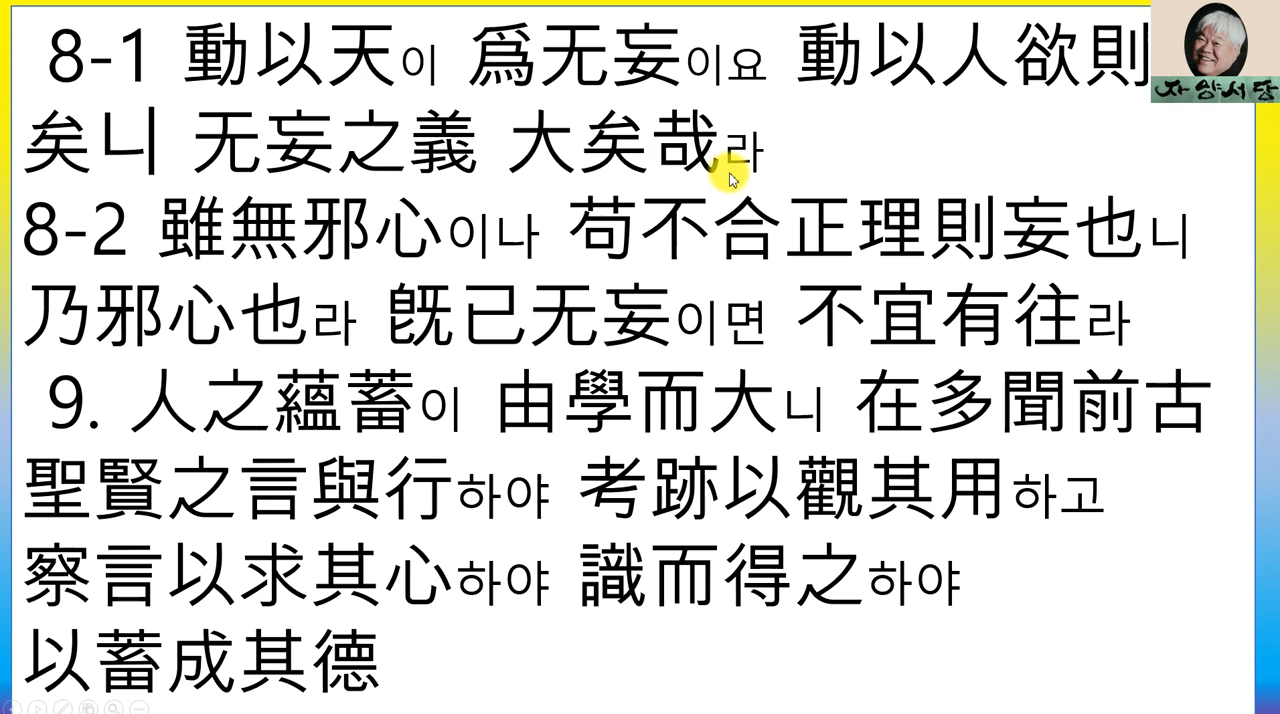 8-1 動以天이 爲无妄이요 動以人欲則
자양서당
矣니 无妄之義 大矣哉라
8-2 雖無邪心이나 苟不合正理則妄也니
乃邪心也라 旣已无妄이면 不宜有往라
9. 人之蘊蓄이 由學而大니 在多聞前古
聖賢之言與行하야 考跡以觀其用하고
察言以求其心하야 識而得之하야
以蓄成其德